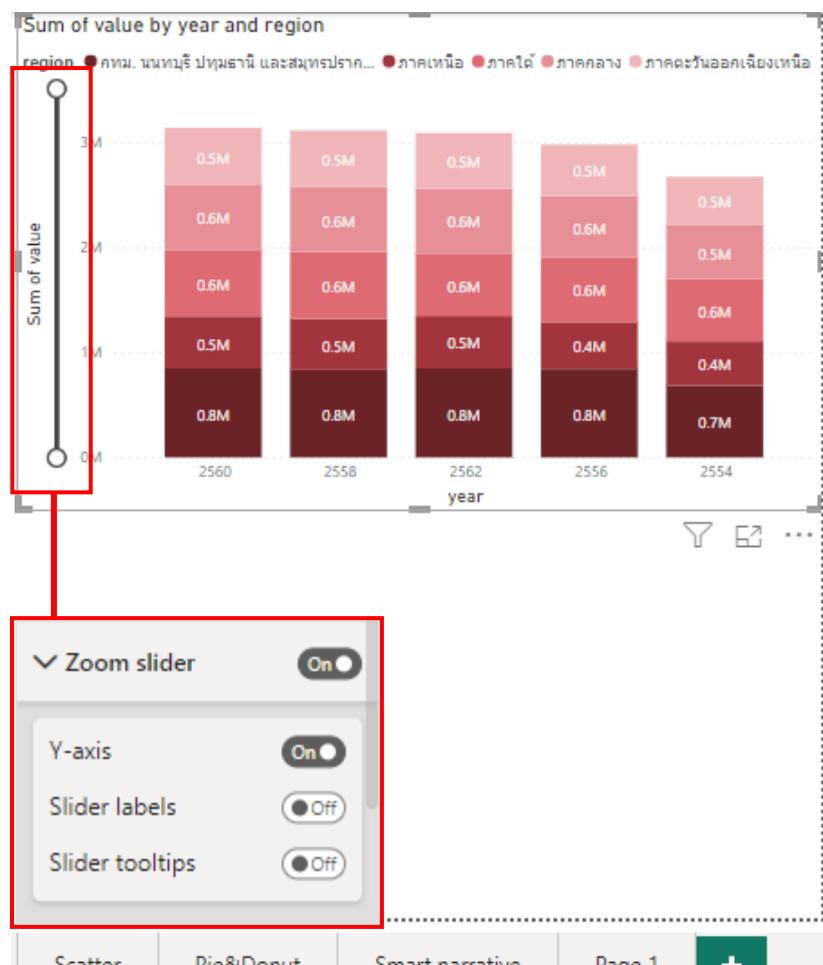 Sum of value by year and region
region กทม. นนทบุรี ปทุมธานี และสมุทรปราก... ภาคเหนือ ภาคใต้ ภาคกลาง ภาคตะวันออกเฉียงเหนือ
Sum of value
3M
2M
1M
0M
0.5M 0.5M 0.5M 0.5M 0.5M
0.6M 0.6M 0.6M 0.6M 0.5M
0.6M 0.6M 0.6M 0.6M 0.6M
0.5M 0.5M 0.5M 0.4M 0.4M
0.8M 0.8M 0.8M 0.8M 0.7M
2560 2558 2562 2556 2554
year
Zoom slider On
Y-axis On
Slider labels Off
Slider tooltips Off
Scatter Pie&Donut Smart narrative Page 1 +